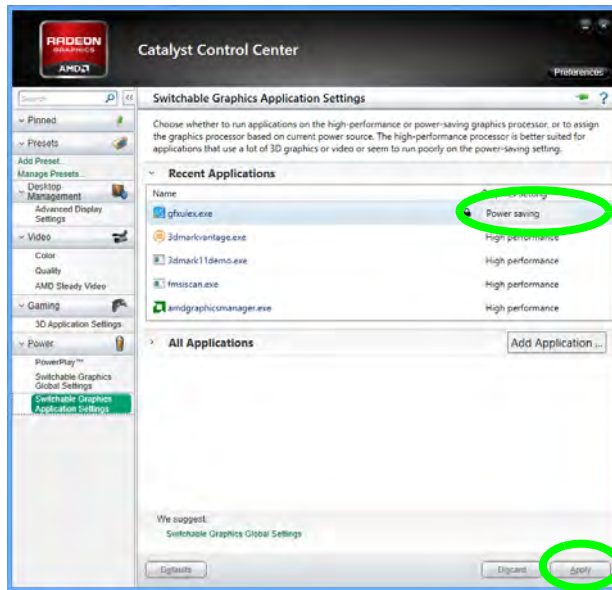 RADEON
GRAPHICS
AMD
Catalyst Control Center
Preferences
Search
Switchable Graphics Application Settings
Choose whether to run applications on the high-performance or power-saving graphics processor, or to assign
the graphics processor based on current power source. The high-performance processor is better suited for
applications that use a lot of 3D graphics or video or seem to run poorly on the power-saving setting.
Pinned
Presets
Add Preset
Manage Presets...
Desktop
Management
Advanced Display
Settings
Video
Color
Quality
AMD Steady Video
Gaming
3D Application Settings
Power
PowerPlay™
Switchable Graphics
Global Settings
Switchable Graphics
Application Settings
Recent Applications
Name
Setting
gfxuiex.exe
Power saving
3dmarkvantage.exe
High performance
3dmark11demo.exe
High performance
fmsiscan.exe
High performance
amdgraphicsmanager.exe
High performance
All Applications
Add Application ...
We suggest:
Switchable Graphics Global Settings
Defaults
Discard
Apply